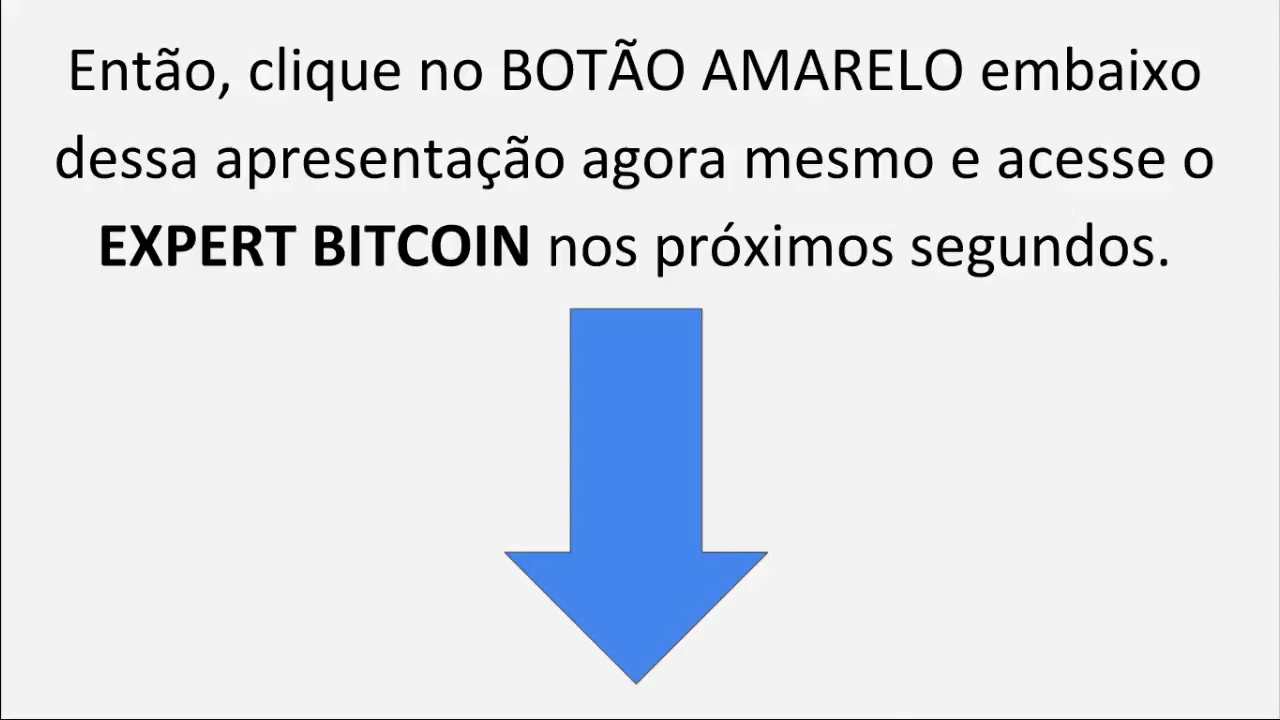 Então, clique no BOTÃO AMARELO embaixo
dessa apresentação agora mesmo e acesse o
EXPERT BITCOIN nos próximos segundos.